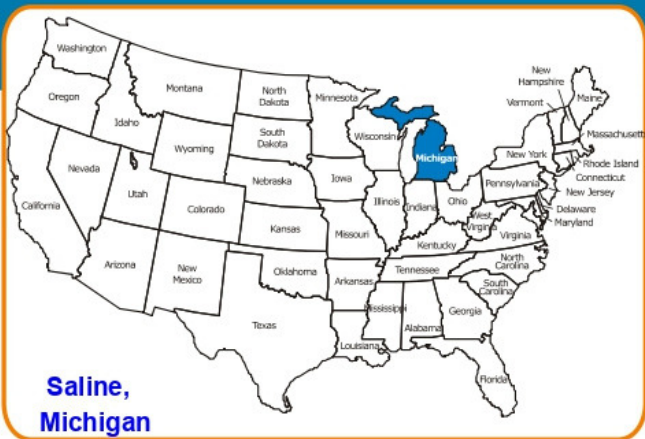 Washington
Oregon
California
Nevada
Idaho
Montana
Wyoming
Utah
Arizona
Colorado
New
Mexico
North
Dakota
South
Dakota
Nebraska
Kansas
Oklahoma
Texas
Minnesota
Iowa
Missouri
Arkansas
Louisiana
Wisconsin
Illinois
Michigan
Indiana
Ohio
Kentucky
Tennessee
Mississippi
Alabama
Georgia
Florida
South
Carolina
North
Carolina
Virginia
West
Virginia
Pennsylvania
New York
Vermont
New
Hampshire
Maine
Massachusett
Rhode Island
Connecticut
New Jersey
Delaware
Maryland
Saline,
Michigan